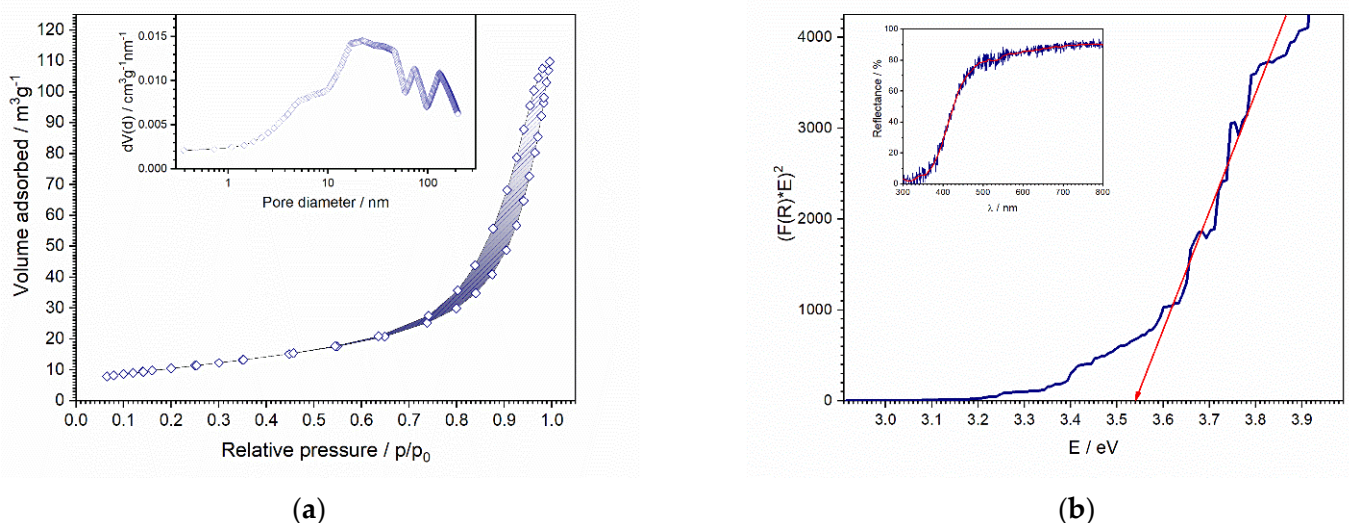 120
110
100
90
80
70
60
50
40
30
20
10
0
Volume adsorbed / m³g⁻¹
0.0 0.1 0.2 0.3 0.4 0.5 0.6 0.7 0.8 0.9 1.0
Relative pressure / p/p₀
0.015
0.010
0.005
0.000
dV(d) / cm³g⁻¹nm⁻¹
1 10 100
Pore diameter / nm
(a)
4000
3000
2000
1000
0
(F(R)*E)²
3.0 3.1 3.2 3.3 3.4 3.5 3.6 3.7 3.8 3.9
E / eV
100
80
60
40
20
0
Reflectance / %
300 400 500 600 700 800
λ / nm
(b)